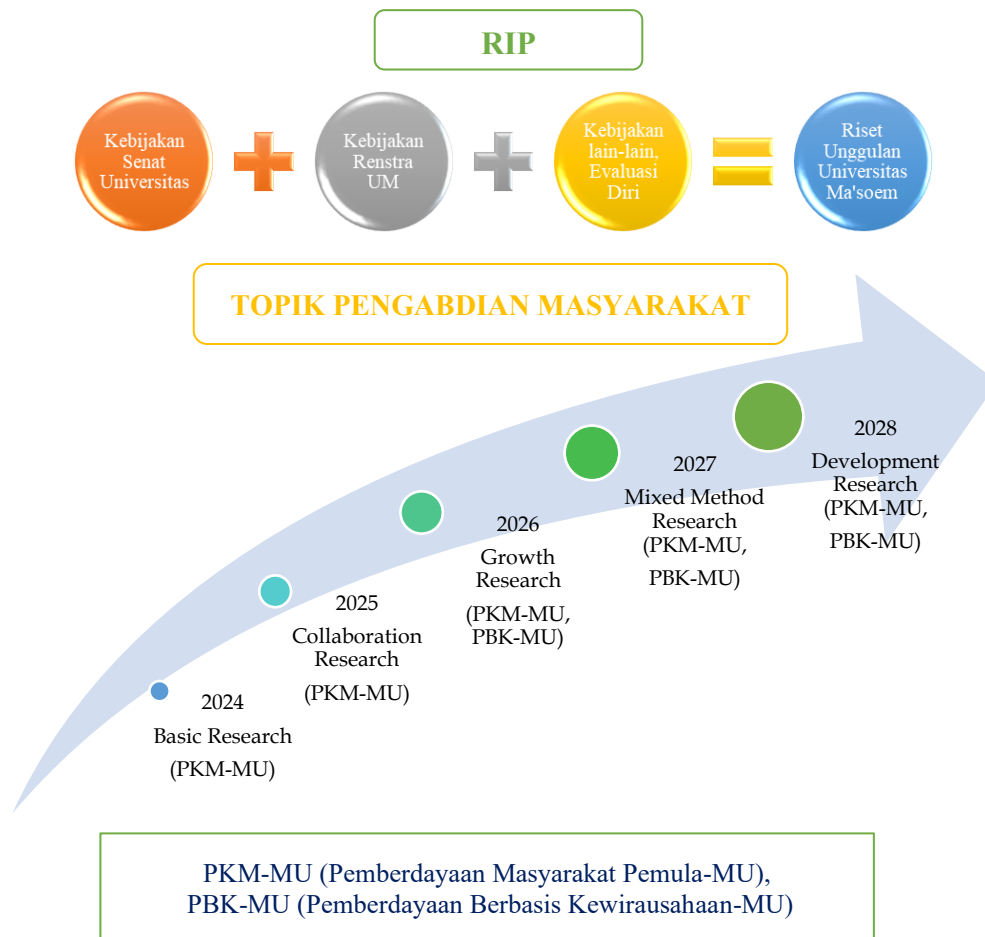 RIP
Kebijakan
Senat
Universitas
Kebijakan
Renstra
UM
Kebijakan
lain-lain,
Evaluasi
Diri
Riset
Unggulan
Universitas
Ma'soem
TOPIK PENGABDIAN MASYARAKAT
2024
Basic Research
(PKM-MU)
2025
Collaboration
Research
(PKM-MU)
2026
Growth
Research
(PKM-MU,
PBK-MU)
2027
Mixed Method
Research
(PKM-MU,
PBK-MU)
2028
Development
Research
(PKM-MU,
PBK-MU)
PKM-MU (Pemberdayaan Masyarakat Pemula-MU),
PBK-MU (Pemberdayaan Berbasis Kewirausahaan-MU)